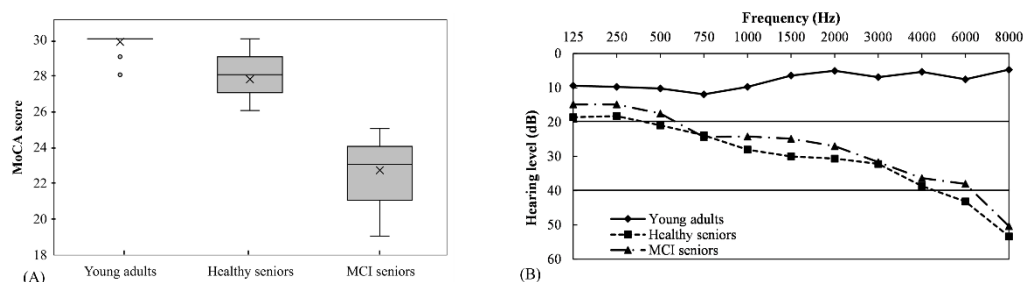 30
28
26
24
22
20
18
MoCA score
Young adults
Healthy seniors
MCI seniors
(A)
Frequency (Hz)
125 250 500 750 1000 1500 2000 3000 4000 6000 8000
0
10
20
30
40
50
60
Hearing level (dB)
Young adults
Healthy seniors
MCI seniors
(B)